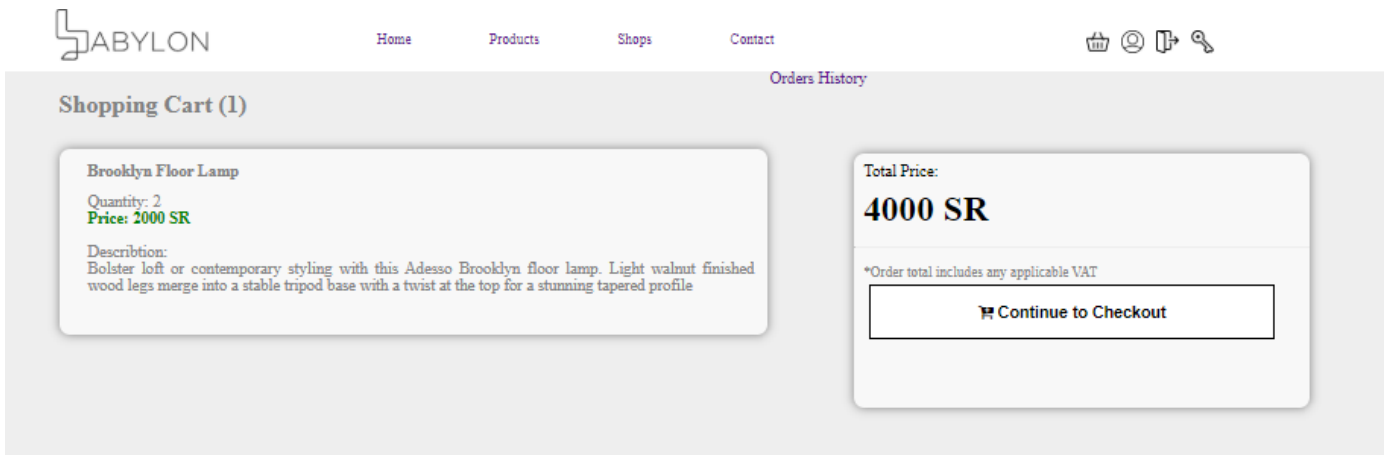 ABYLON
Home Products Shops Contact
Orders History
Shopping Cart (1)
Brooklyn Floor Lamp
Quantity: 2
Price: 2000 SR
Describtion:
Bolster loft or contemporary styling with this Adesso Brooklyn floor lamp. Light walnut finished
wood legs merge into a stable tripod base with a twist at the top for a stunning tapered profile
Total Price:
4000 SR
*Order total includes any applicable VAT
Continue to Checkout